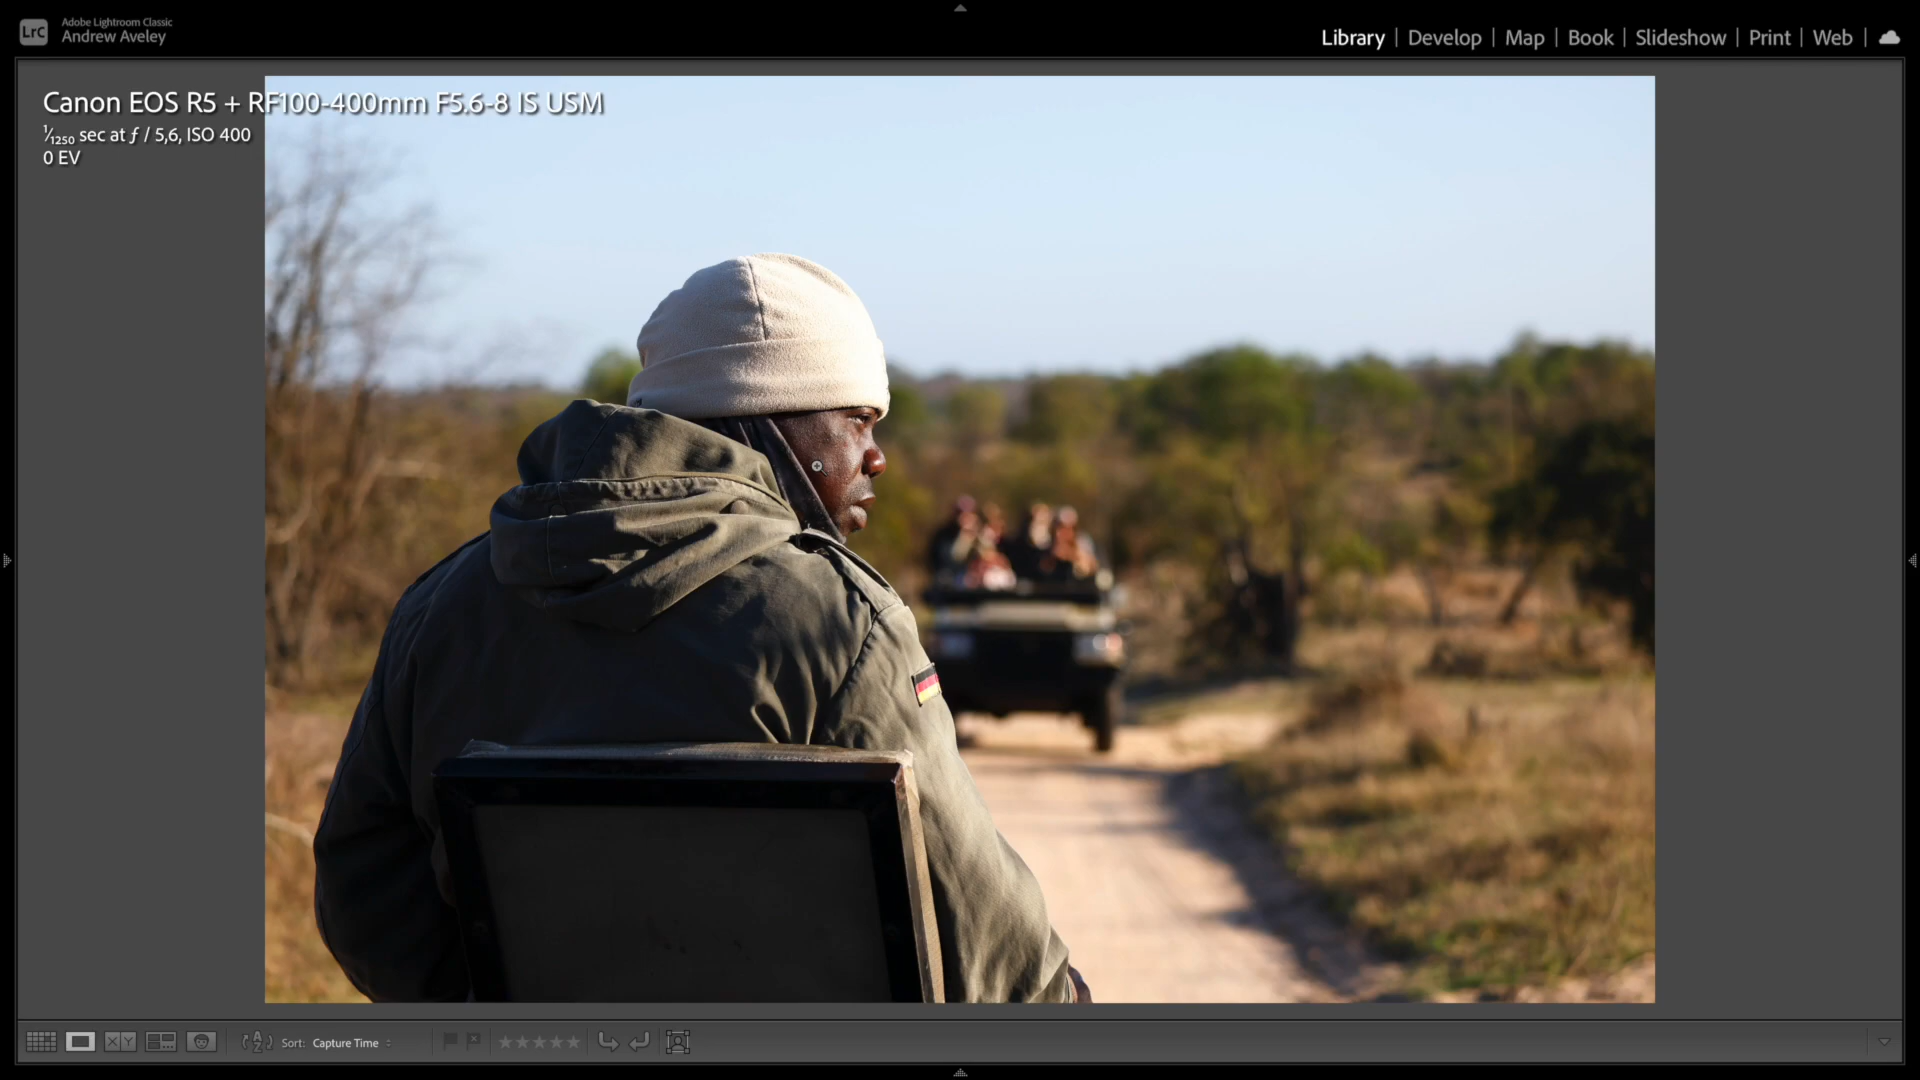 LrC
Adobe Lightroom Classic
Andrew Aveley
Library | Develop | Map | Book | Slideshow | Print | Web |
Canon EOS R5 + RF100-400mm F5.6-8 IS USM
1/1250 sec at ƒ / 5,6, ISO 400
0 EV
X Y
A Z
Sort: Capture Time